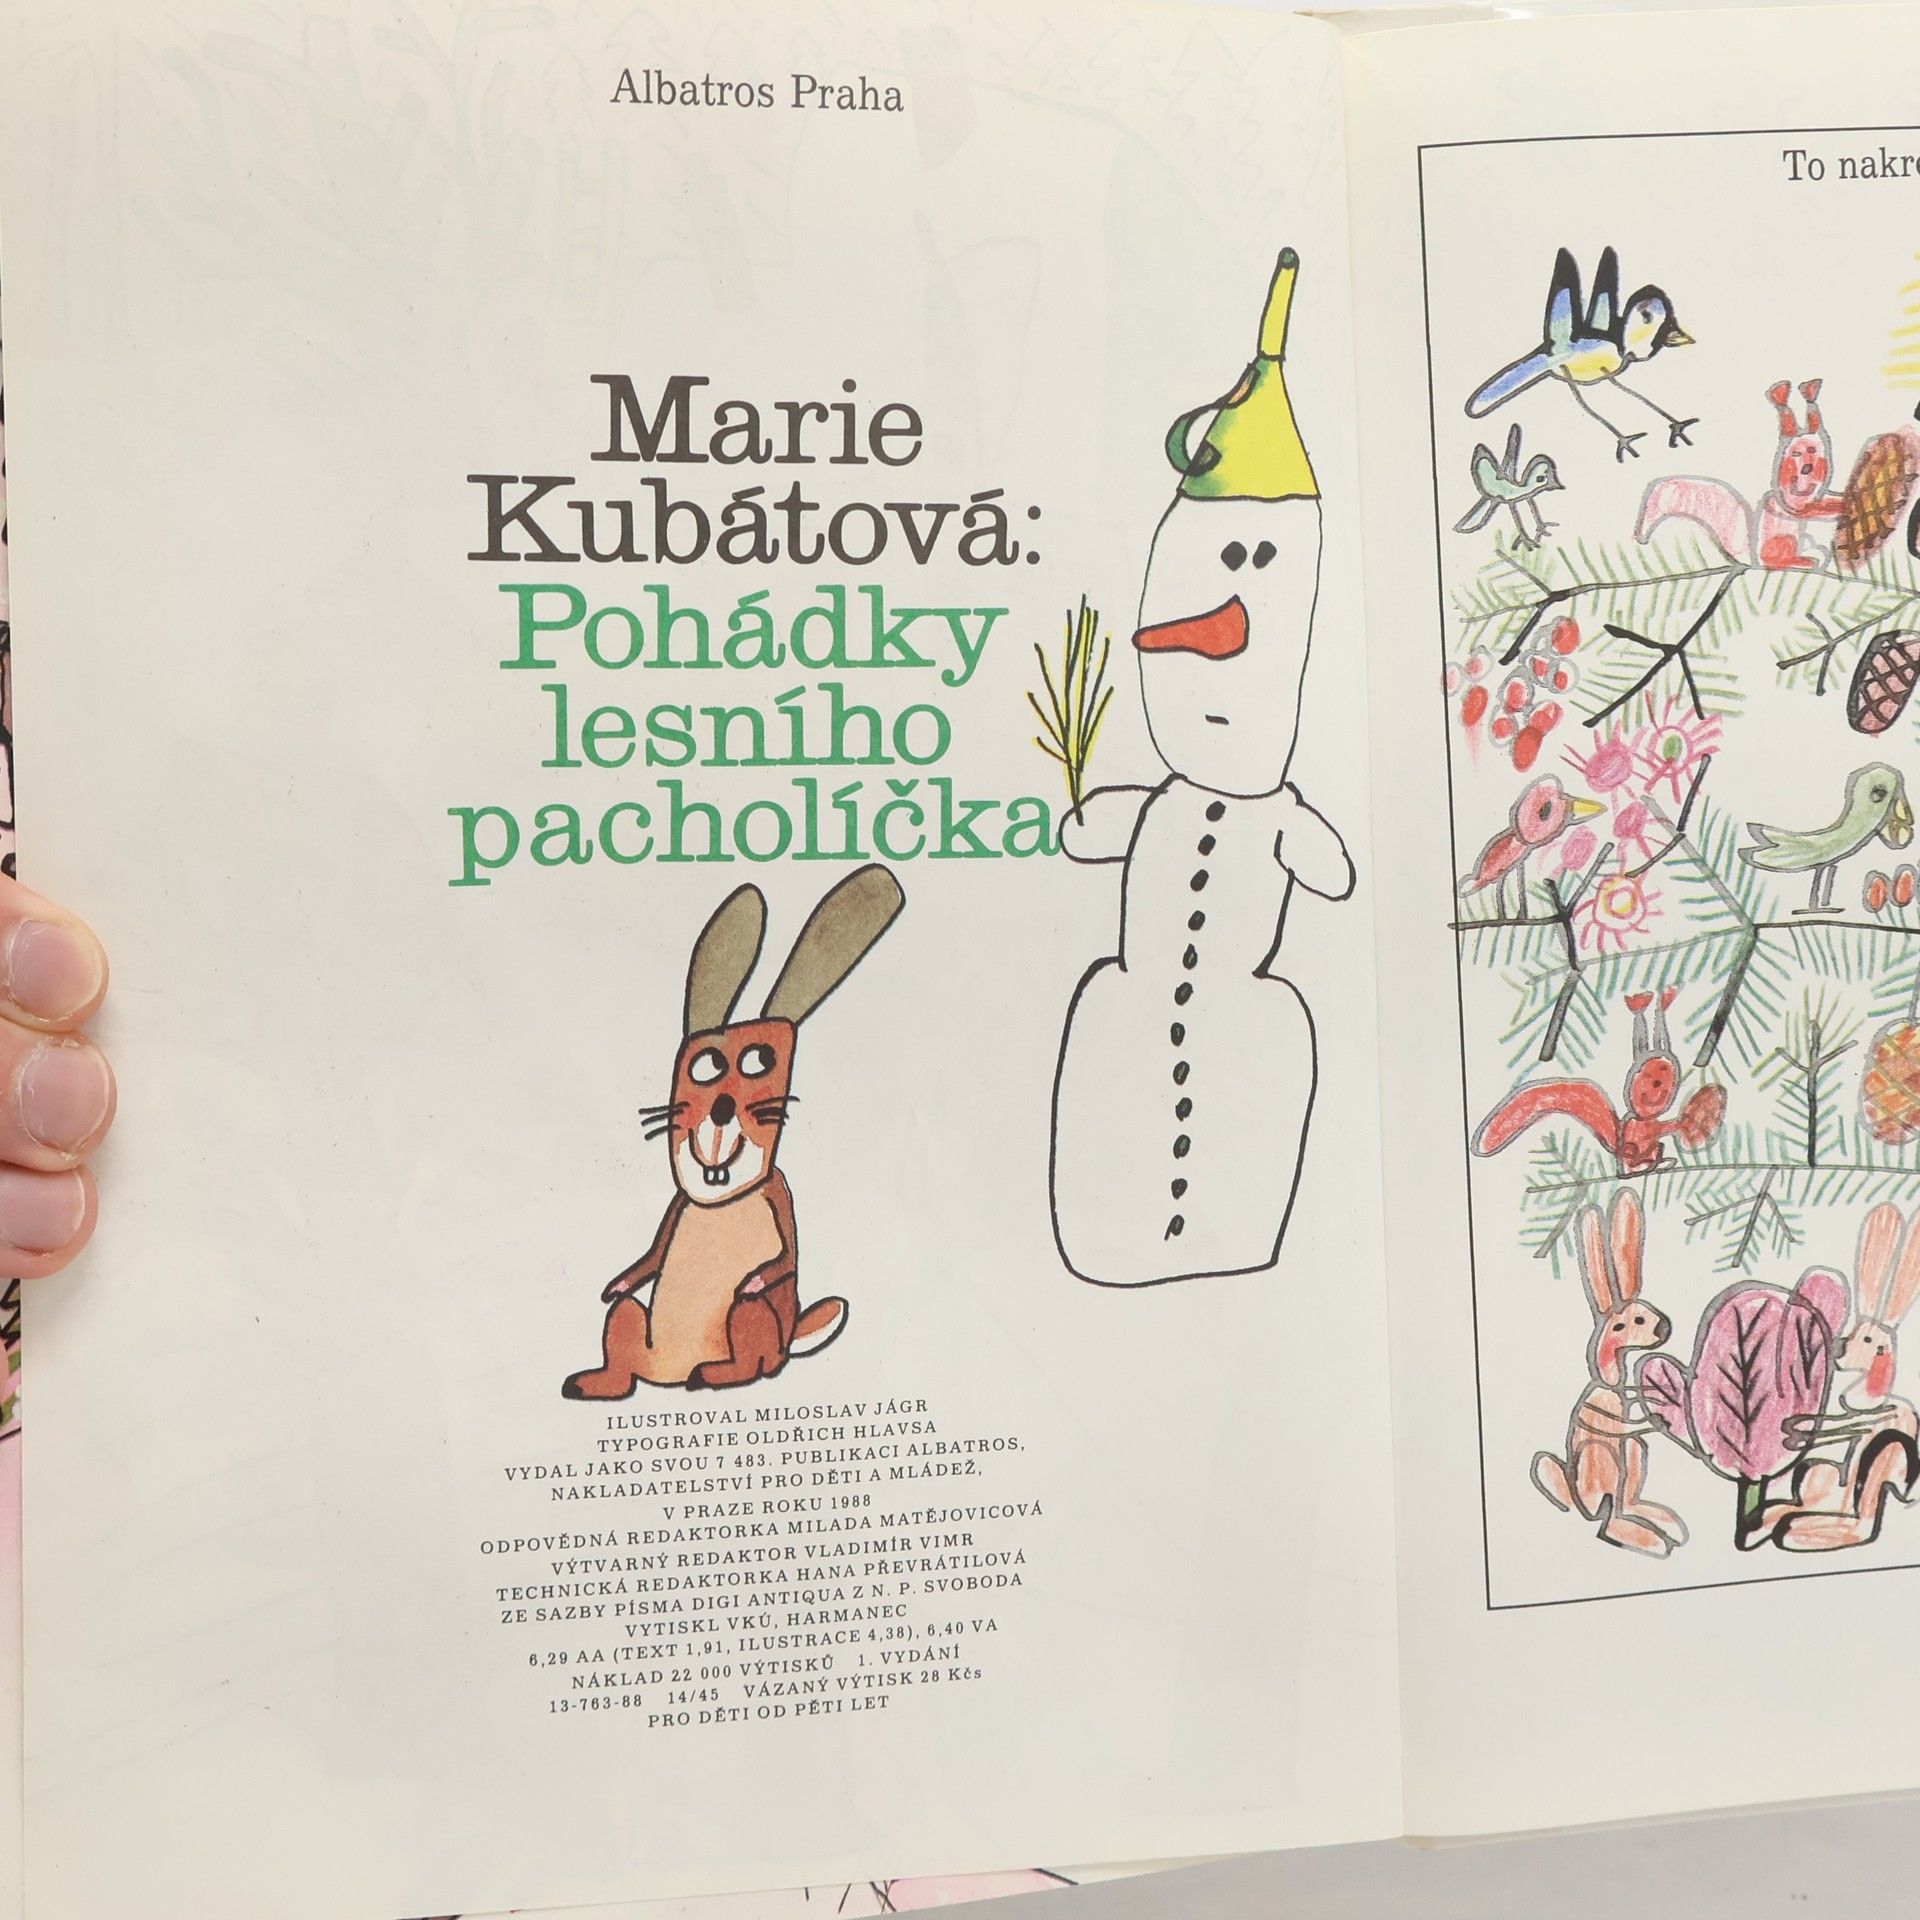 Albatros Praha
Marie
Kubátová:
Pohádky
lesního
pacholíčka
ILUSTROVAL MILOSLAV JÁGR
TYPOGRAFIE OLDŘICH HLAVSA
VYDAL JAKO SVOU 7 483. PUBLIKACI ALBATROS,
NAKLADATELSTVÍ PRO DĚTI A MLÁDEŽ,
V PRAZE ROKU 1988
ODPOVĚDNÁ REDAKTORKA MILADA MATĚJOVICOVÁ
VÝTVARNÝ REDAKTOR VLADIMÍR VIMR
TECHNICKÁ REDAKTORKA HANA PŘEVRÁTILOVÁ
ZE SAZBY PÍSMA DIGI ANTIQUA Z N. P. SVOBODA
VYTISKL VKÚ, HARMANEC
6,29 AA (TEXT 1,91, ILUSTRACE 4,38), 6,40 VA
NÁKLAD 22 000 VÝTISKŮ 1. VYDÁNÍ
13-763-88 14/45 VÁZANÝ VÝTISK 28 Kčs
PRO DĚTI OD PĚTI LET
To